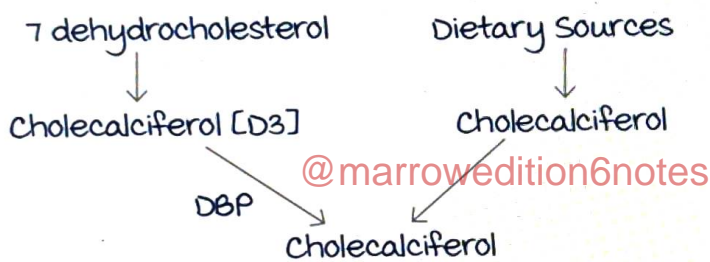 7 dehydrocholesterol
Dietary Sources
Cholecalciferol [D3]
Cholecalciferol
@marrowedition6notes
DBP
Cholecalciferol